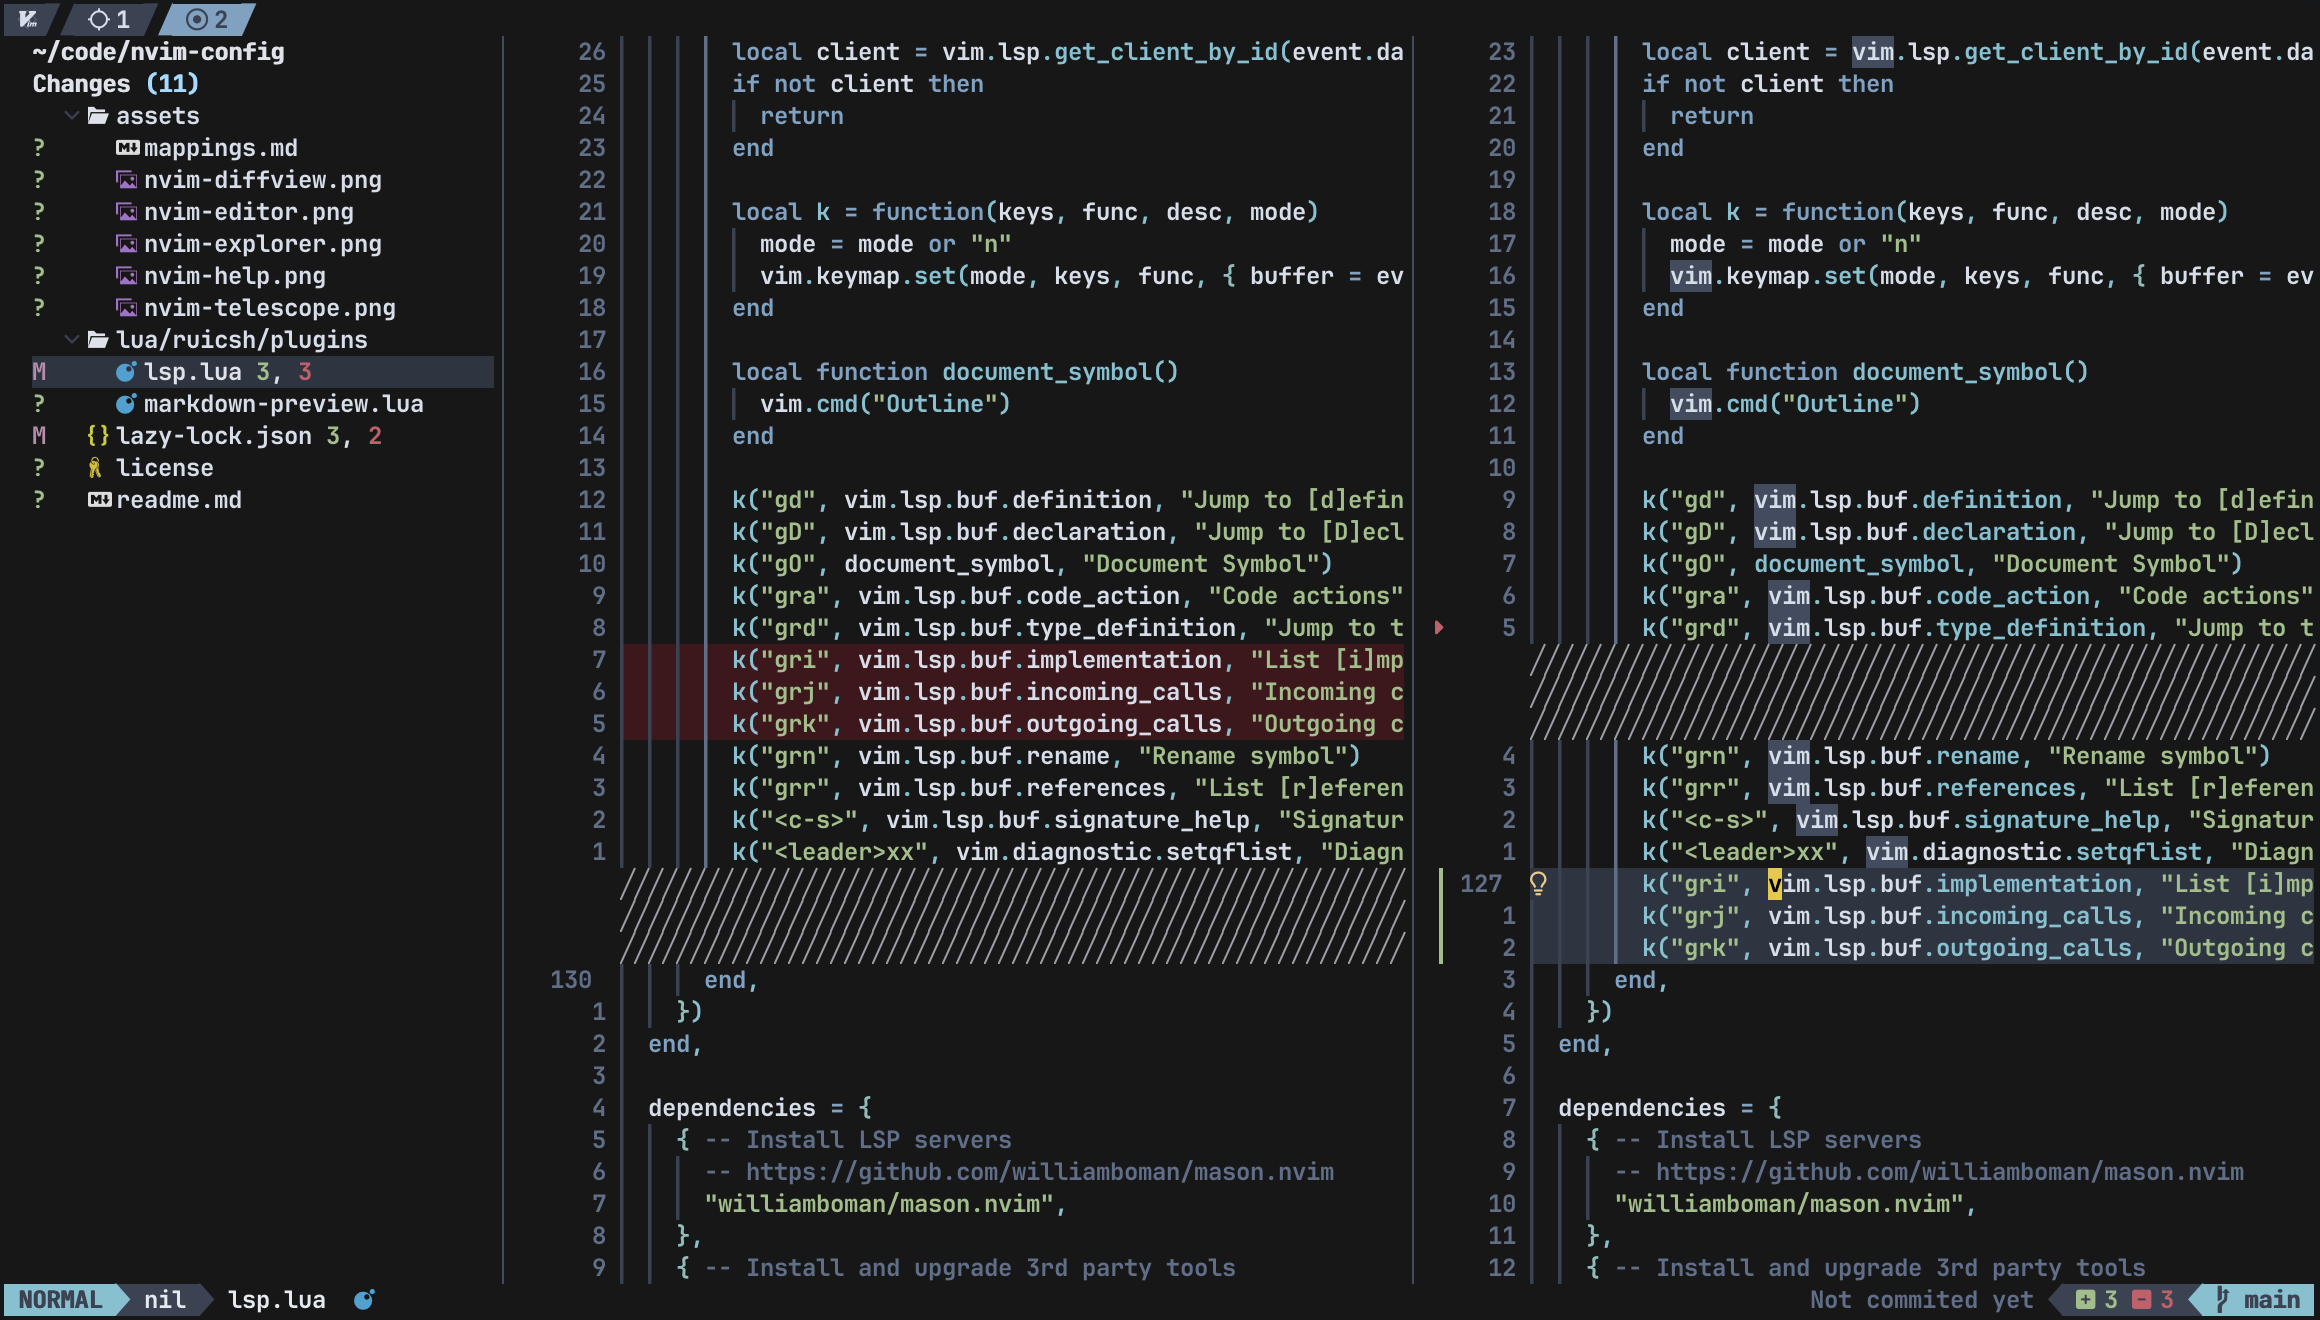 1
2
~/code/nvim-config
Changes (11)
assets
? mappings.md
? nvim-diffview.png
? nvim-editor.png
? nvim-explorer.png
? nvim-help.png
? nvim-telescope.png
lua/ruicsh/plugins
M lsp.lua 3, 3
? markdown-preview.lua
M {} lazy-lock.json 3, 2
? license
? readme.md
26 local client = vim.lsp.get_client_by_id(event.da
25 if not client then
24 return
23 end
22
21 local k = function(keys, func, desc, mode)
20 mode = mode or "n"
19 vim.keymap.set(mode, keys, func, { buffer = ev
18 end
17
16 local function document_symbol()
15 vim.cmd("Outline")
14 end
13
12 k("gd", vim.lsp.buf.definition, "Jump to [d]efin
11 k("gD", vim.lsp.buf.declaration, "Jump to [D]ecl
10 k("gO", document_symbol, "Document Symbol")
9 k("gra", vim.lsp.buf.code_action, "Code actions"
8 k("grd", vim.lsp.buf.type_definition, "Jump to t
7 k("gri", vim.lsp.buf.implementation, "List [i]mp
6 k("grj", vim.lsp.buf.incoming_calls, "Incoming c
5 k("grk", vim.lsp.buf.outgoing_calls, "Outgoing c
4 k("grn", vim.lsp.buf.rename, "Rename symbol")
3 k("grr", vim.lsp.buf.references, "List [r]eferen
2 k("<c-s>", vim.lsp.buf.signature_help, "Signatur
1 k("<leader>xx", vim.diagnostic.setqflist, "Diagn
130 end,
1 })
2 end,
3
4 dependencies = {
5 { -- Install LSP servers
6 -- https://github.com/williamboman/mason.nvim
7 "williamboman/mason.nvim",
8 },
9 { -- Install and upgrade 3rd party tools
23 local client = vim.lsp.get_client_by_id(event.da
22 if not client then
21 return
20 end
19
18 local k = function(keys, func, desc, mode)
17 mode = mode or "n"
16 vim.keymap.set(mode, keys, func, { buffer = ev
15 end
14
13 local function document_symbol()
12 vim.cmd("Outline")
11 end
10
9 k("gd", vim.lsp.buf.definition, "Jump to [d]efin
8 k("gD", vim.lsp.buf.declaration, "Jump to [D]ecl
7 k("gO", document_symbol, "Document Symbol")
6 k("gra", vim.lsp.buf.code_action, "Code actions"
5 k("grd", vim.lsp.buf.type_definition, "Jump to t
4 k("grn", vim.lsp.buf.rename, "Rename symbol")
3 k("grr", vim.lsp.buf.references, "List [r]eferen
2 k("<c-s>", vim.lsp.buf.signature_help, "Signatur
1 k("<leader>xx", vim.diagnostic.setqflist, "Diagn
127 k("gri", vim.lsp.buf.implementation, "List [i]mp
1 k("grj", vim.lsp.buf.incoming_calls, "Incoming c
2 k("grk", vim.lsp.buf.outgoing_calls, "Outgoing c
3 end,
4 })
5 end,
6
7 dependencies = {
8 { -- Install LSP servers
9 -- https://github.com/williamboman/mason.nvim
10 "williamboman/mason.nvim",
11 },
12 { -- Install and upgrade 3rd party tools
NORMAL nil lsp.lua Not commited yet + 3 - 3 main